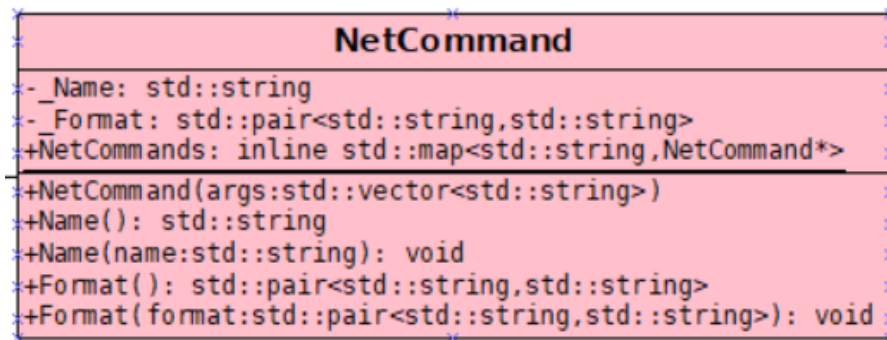 NetCommand
-_Name: std::string
-_Format: std::pair<std::string,std::string>
+NetCommands: inline std::map<std::string,NetCommand*>
+NetCommand(args:std::vector<std::string>)
+Name(): std::string
+Name(name:std::string): void
+Format(): std::pair<std::string,std::string>
+Format(format:std::pair<std::string,std::string>): void